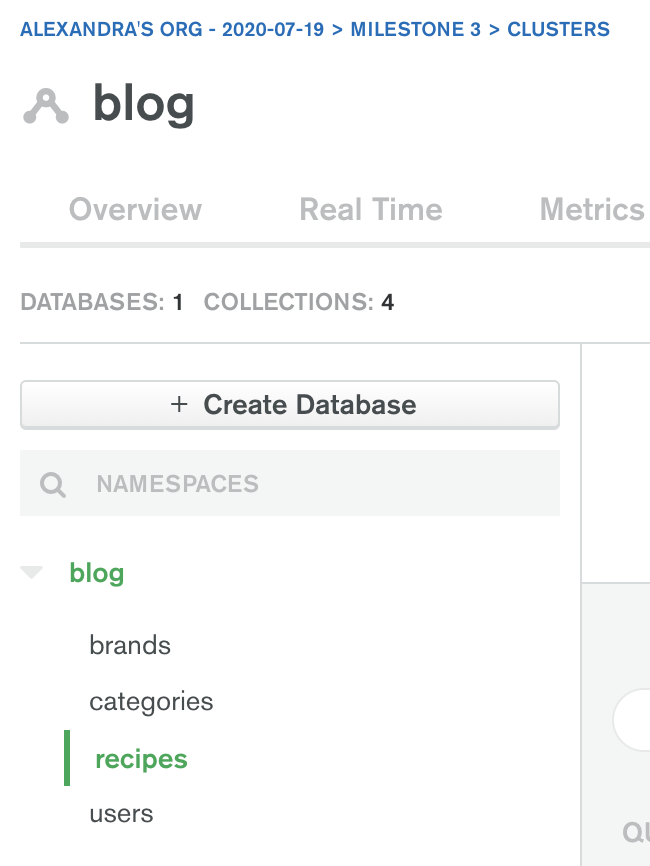 ALEXANDRA'S ORG - 2020-07-19 > MILESTONE 3 > CLUSTERS
blog
Overview Real Time Metrics
DATABASES: 1 COLLECTIONS: 4
+ Create Database
NAMESPACES
blog
brands
categories
recipes
users